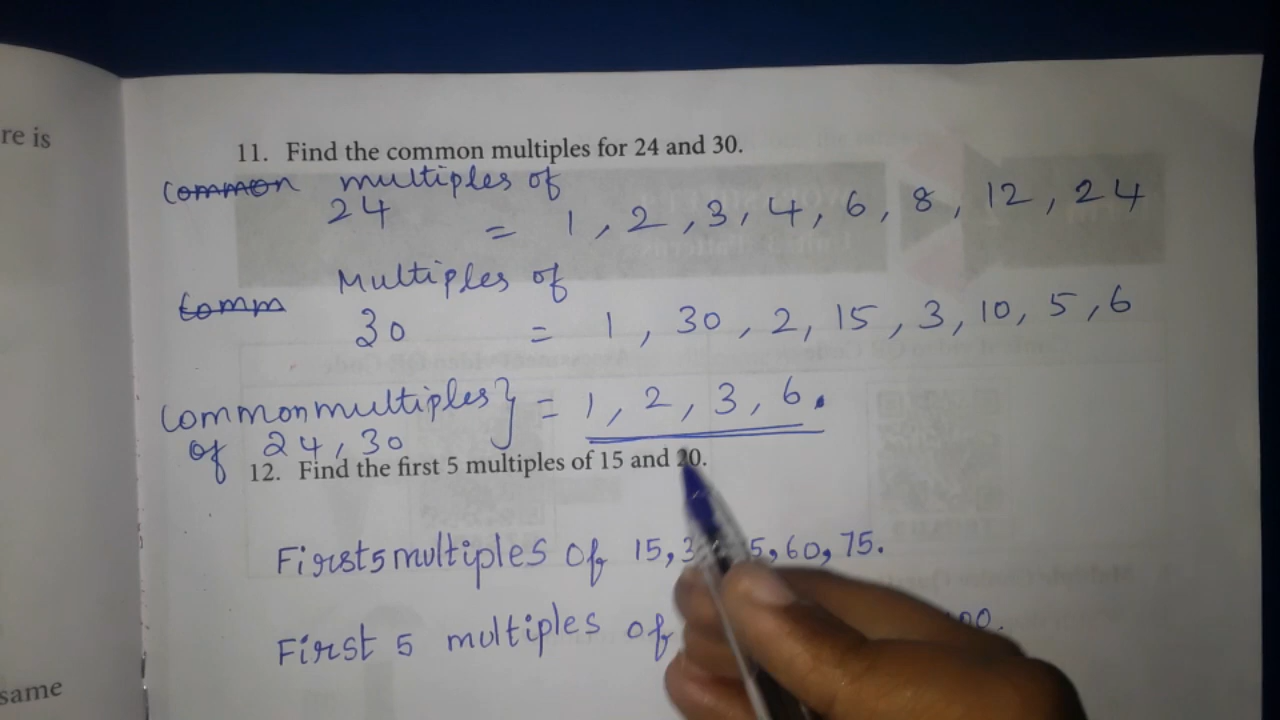 re is
11. Find the common multiples for 24 and 30.
common multiples of
24 = 1, 2, 3, 4, 6, 8, 12, 24
Comm Multiples of
30 = 1, 30, 2, 15, 3, 10, 5, 6
Common multiples } = 1, 2, 3, 6.
of 24, 30
12. Find the first 5 multiples of 15 and 20.
First 5 multiples of 15, 60, 75.
First 5 multiples of
same